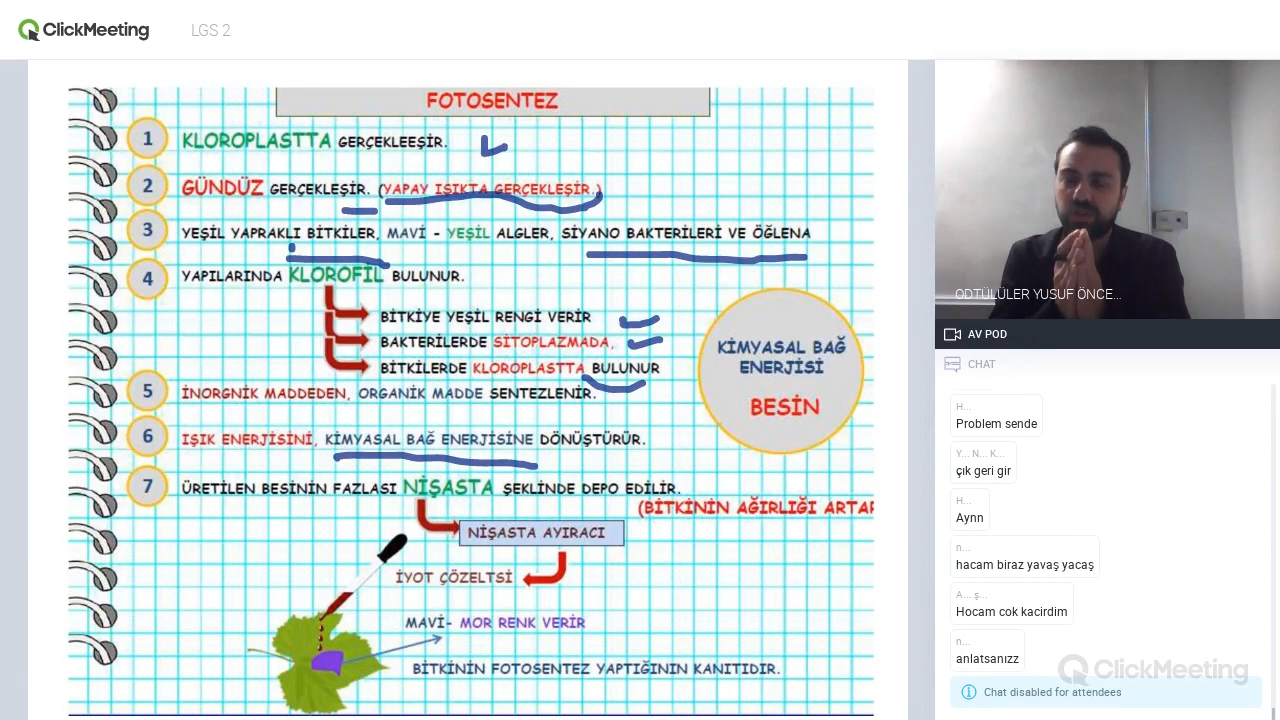 ClickMeeting
LGS 2
FOTOSENTEZ
1 KLOROPLASTTA GERÇEKLEEŞİR.
2 GÜNDÜZ GERÇEKLEŞİR. (YAPAY IŞIKTA GERÇEKLEŞİR.)
3 YEŞİL YAPRAKLI BİTKİLER, MAVİ - YEŞİL ALGLER, SİYANO BAKTERİLERİ VE ÖĞLENA
4 YAPILARINDA KLOROFİL BULUNUR.
BİTKİYE YEŞİL RENGİ VERİR
BAKTERİLERDE SİTOPLAZMADA,
BİTKİLERDE KLOROPLASTTA BULUNUR
KİMYASAL BAĞ
ENERJİSİ
BESİN
5 İNORGNİK MADDEDEN, ORGANİK MADDE SENTEZLENİR.
6 IŞIK ENERJİSİNİ, KİMYASAL BAĞ ENERJİSİNE DÖNÜŞTÜRÜR.
7 ÜRETİLEN BESİNİN FAZLASI NİŞASTA ŞEKLİNDE DEPO EDİLİR.
(BİTKİNİN AĞIRLIĞI ARTAR
NİŞASTA AYIRACI
İYOT ÇÖZELTSİ
MAVİ- MOR RENK VERİR
BİTKİNİN FOTOSENTEZ YAPTIĞININ KANITIDIR.
ODTÜLÜLER YUSUF ÖNCE...
AV POD
CHAT
H...
Problem sende
Y... N... K...
çık geri gir
H...
Aynn
n...
hacam biraz yavaş yacaş
A... ş...
Hocam cok kacirdim
n...
anlatsanızz
ClickMeeting
Chat disabled for attendees